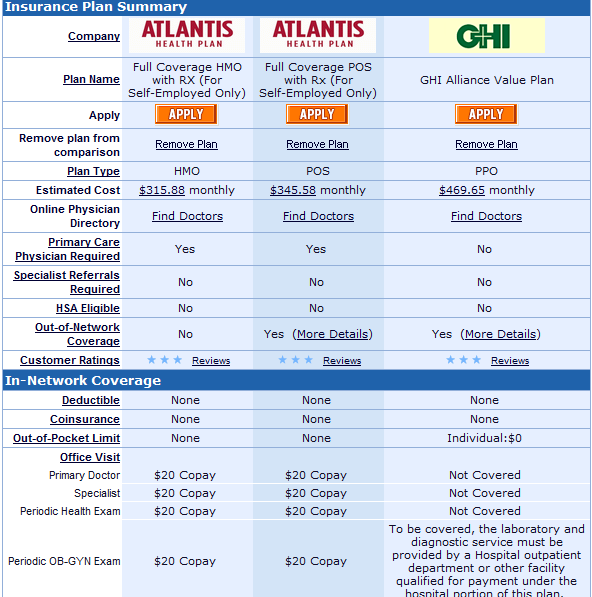 Insurance Plan Summary
Company ATLANTIS HEALTH PLAN ATLANTIS HEALTH PLAN GHI
Plan Name Full Coverage HMO with RX (For Self-Employed Only) Full Coverage POS with Rx (For Self-Employed Only) GHI Alliance Value Plan
Apply APPLY APPLY APPLY
Remove plan from comparison Remove Plan Remove Plan Remove Plan
Plan Type HMO POS PPO
Estimated Cost $315.88 monthly $345.58 monthly $469.65 monthly
Online Physician Directory Find Doctors Find Doctors Find Doctors
Primary Care Physician Required Yes Yes No
Specialist Referrals Required No No No
HSA Eligible No No No
Out-of-Network Coverage No Yes (More Details) Yes (More Details)
Customer Ratings Reviews Reviews Reviews
In-Network Coverage
Deductible None None None
Coinsurance None None None
Out-of-Pocket Limit None None Individual:$0
Office Visit
Primary Doctor $20 Copay $20 Copay Not Covered
Specialist $20 Copay $20 Copay Not Covered
Periodic Health Exam $20 Copay $20 Copay Not Covered
Periodic OB-GYN Exam $20 Copay $20 Copay To be covered, the laboratory and diagnostic service must be provided by a Hospital outpatient department or other facility qualified for payment under the hospital portion of this plan.